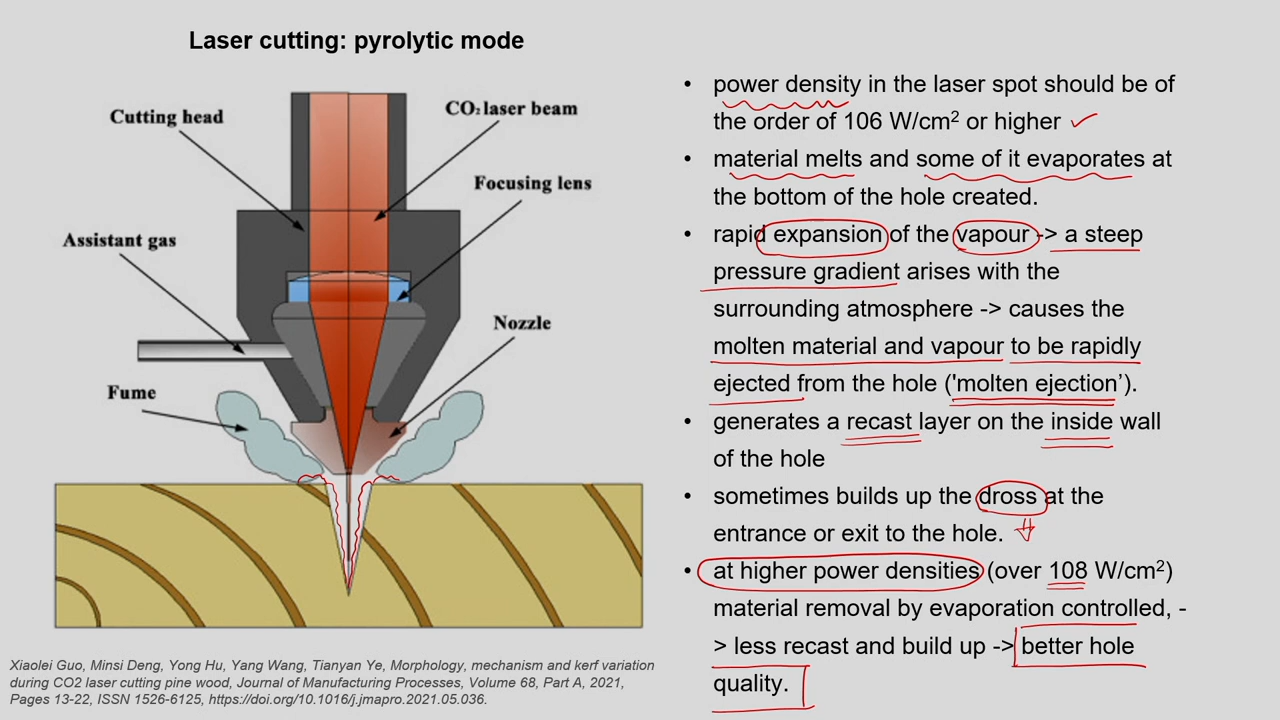 Laser cutting: pyrolytic mode
Cutting head
CO₂ laser beam
Focusing lens
Assistant gas
Nozzle
Fume
• power density in the laser spot should be of
the order of 106 W/cm² or higher
• material melts and some of it evaporates at
the bottom of the hole created.
• rapid expansion of the vapour -> a steep
pressure gradient arises with the
surrounding atmosphere -> causes the
molten material and vapour to be rapidly
ejected from the hole ('molten ejection’).
• generates a recast layer on the inside wall
of the hole
• sometimes builds up the dross at the
entrance or exit to the hole.
• at higher power densities (over 108 W/cm²)
material removal by evaporation controlled, -
> less recast and build up -> better hole
quality.
Xiaolei Guo, Minsi Deng, Yong Hu, Yang Wang, Tianyan Ye, Morphology, mechanism and kerf variation
during CO2 laser cutting pine wood, Journal of Manufacturing Processes, Volume 68, Part A, 2021,
Pages 13-22, ISSN 1526-6125, https://doi.org/10.1016/j.jmapro.2021.05.036.